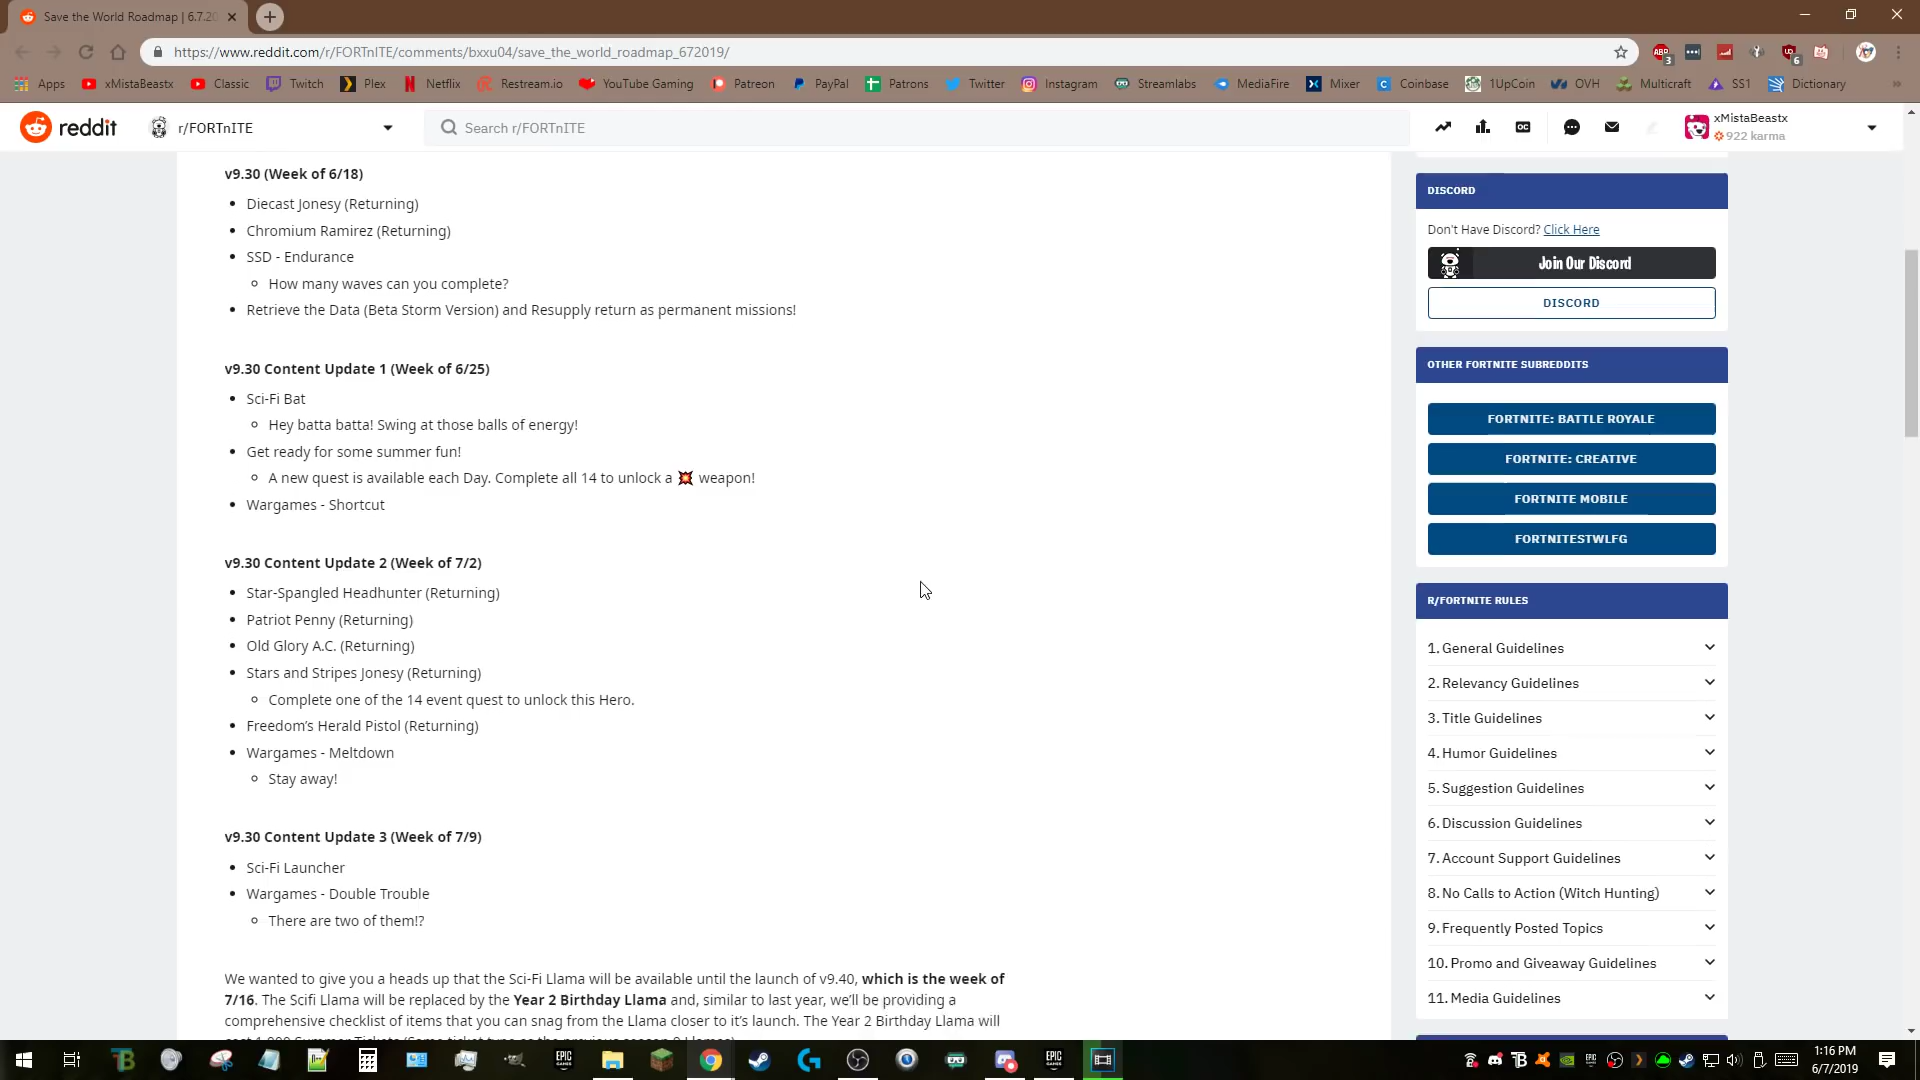 Save the World Roadmap | 6.7.20
https://www.reddit.com/r/FORTnITE/comments/bxxu04/save_the_world_roadmap_672019/
ABP 3 6
Apps xMistaBeastx Classic Twitch Plex Netflix Restream.io YouTube Gaming Patreon PayPal Patrons Twitter Instagram Streamlabs MediaFire Mixer Coinbase 1UpCoin OVH Multicraft SS1 Dictionary
reddit r/FORTnITE Search r/FORTnITE OC xMistaBeastx
922 karma
v9.30 (Week of 6/18)
• Diecast Jonesy (Returning)
• Chromium Ramirez (Returning)
• SSD - Endurance
◦ How many waves can you complete?
• Retrieve the Data (Beta Storm Version) and Resupply return as permanent missions!
v9.30 Content Update 1 (Week of 6/25)
• Sci-Fi Bat
◦ Hey batta batta! Swing at those balls of energy!
• Get ready for some summer fun!
◦ A new quest is available each Day. Complete all 14 to unlock a 💥 weapon!
• Wargames - Shortcut
v9.30 Content Update 2 (Week of 7/2)
• Star-Spangled Headhunter (Returning)
• Patriot Penny (Returning)
• Old Glory A.C. (Returning)
• Stars and Stripes Jonesy (Returning)
◦ Complete one of the 14 event quest to unlock this Hero.
• Freedom’s Herald Pistol (Returning)
• Wargames - Meltdown
◦ Stay away!
v9.30 Content Update 3 (Week of 7/9)
• Sci-Fi Launcher
• Wargames - Double Trouble
◦ There are two of them!?
We wanted to give you a heads up that the Sci-Fi Llama will be available until the launch of v9.40, which is the week of
7/16. The Scifi Llama will be replaced by the Year 2 Birthday Llama and, similar to last year, we’ll be providing a
comprehensive checklist of items that you can snag from the Llama closer to it’s launch. The Year 2 Birthday Llama will
DISCORD
Don't Have Discord? Click Here
Join Our Discord
DISCORD
OTHER FORTNITE SUBREDDITS
FORTNITE: BATTLE ROYALE
FORTNITE: CREATIVE
FORTNITE MOBILE
FORTNITESTWLFG
R/FORTNITE RULES
1. General Guidelines
2. Relevancy Guidelines
3. Title Guidelines
4. Humor Guidelines
5. Suggestion Guidelines
6. Discussion Guidelines
7. Account Support Guidelines
8. No Calls to Action (Witch Hunting)
9. Frequently Posted Topics
10. Promo and Giveaway Guidelines
11. Media Guidelines
1:16 PM
6/7/2019